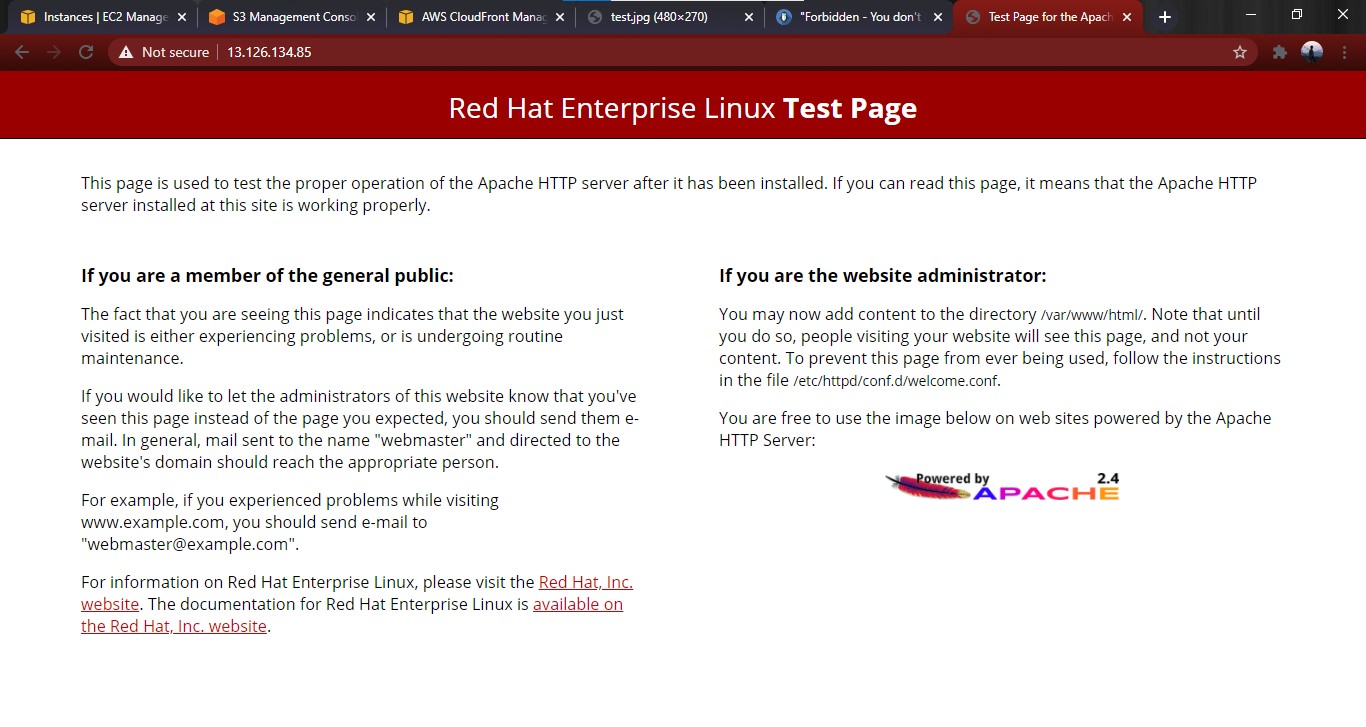 Instances | EC2 Manage
S3 Management Conso
AWS CloudFront Manag
test.jpg (480×270)
"Forbidden - You don't
Test Page for the Apach
Not secure
13.126.134.85
Red Hat Enterprise Linux Test Page
This page is used to test the proper operation of the Apache HTTP server after it has been installed. If you can read this page, it means that the Apache HTTP
server installed at this site is working properly.
If you are a member of the general public:
The fact that you are seeing this page indicates that the website you just
visited is either experiencing problems, or is undergoing routine
maintenance.
If you would like to let the administrators of this website know that you've
seen this page instead of the page you expected, you should send them e-
mail. In general, mail sent to the name "webmaster" and directed to the
website's domain should reach the appropriate person.
For example, if you experienced problems while visiting
www.example.com, you should send e-mail to
"webmaster@example.com".
For information on Red Hat Enterprise Linux, please visit the Red Hat, Inc.
website. The documentation for Red Hat Enterprise Linux is available on
the Red Hat, Inc. website.
If you are the website administrator:
You may now add content to the directory /var/www/html/. Note that until
you do so, people visiting your website will see this page, and not your
content. To prevent this page from ever being used, follow the instructions
in the file /etc/httpd/conf.d/welcome.conf.
You are free to use the image below on web sites powered by the Apache
HTTP Server:
Powered by 2.4
APACHE